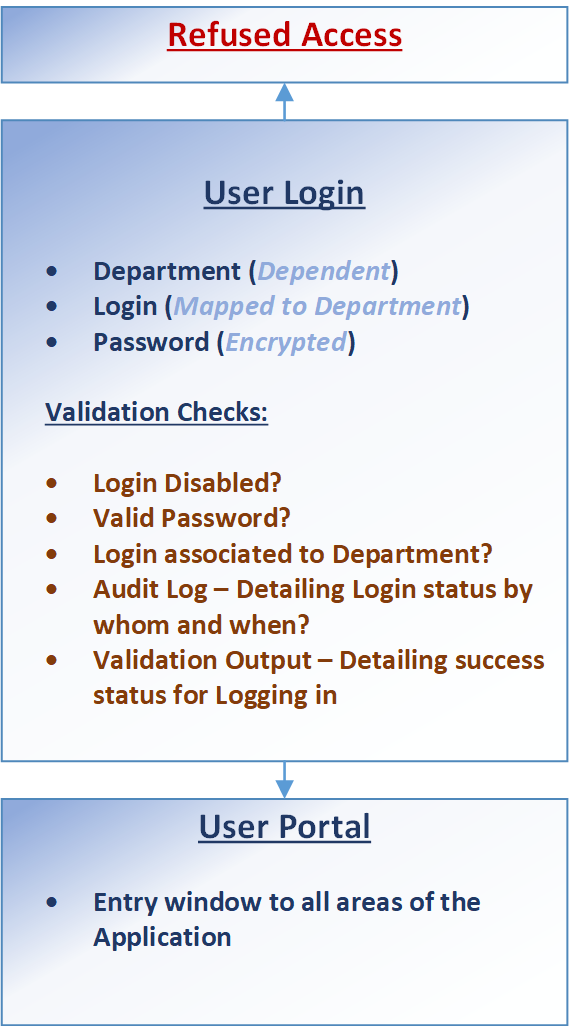 Refused Access
User Login
• Department (Dependent)
• Login (Mapped to Department)
• Password (Encrypted)
Validation Checks:
• Login Disabled?
• Valid Password?
• Login associated to Department?
• Audit Log – Detailing Login status by
whom and when?
• Validation Output – Detailing success
status for Logging in
User Portal
• Entry window to all areas of the
Application